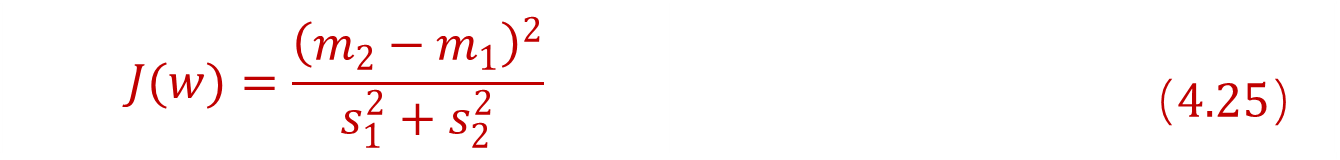 J(w) = (m₂ − m₁)² / (s₁² + s₂²) (4.25)